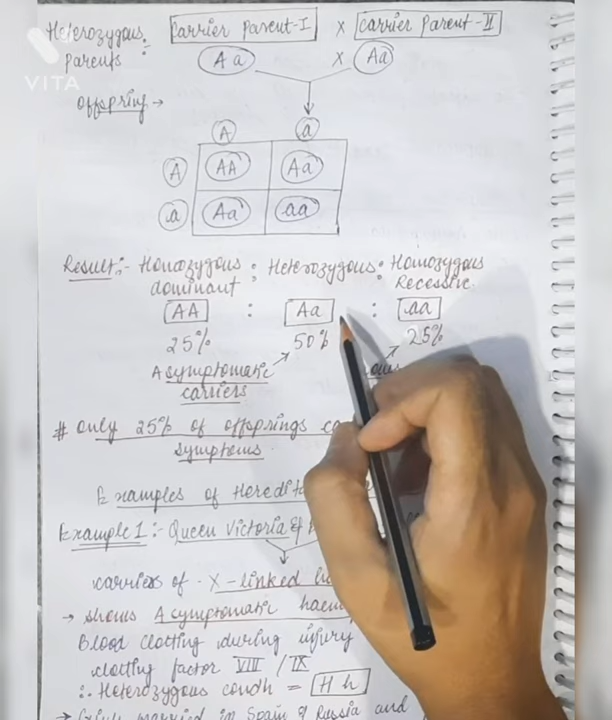 VITA
Heterozygous Parents :-
Carrier Parent-I x Carrier Parent-II
Aa x Aa
Offspring →
A a
A AA Aa
a Aa aa
Result:- Homozygous dominant : Heterozygous : Homozygous Recessive
AA : Aa : aa
25% 50% 25%
Asymptomatic carriers
# Only 25% of offsprings
Symptoms.
Examples of
Example 1:- Queen Victoria &
carriers of X-linked
→ shows Asymptomatic
Blood clotting during injury
clotting factor VIII / IX
∴ Heterozygous condn = Hh
married in Spain & Russia and